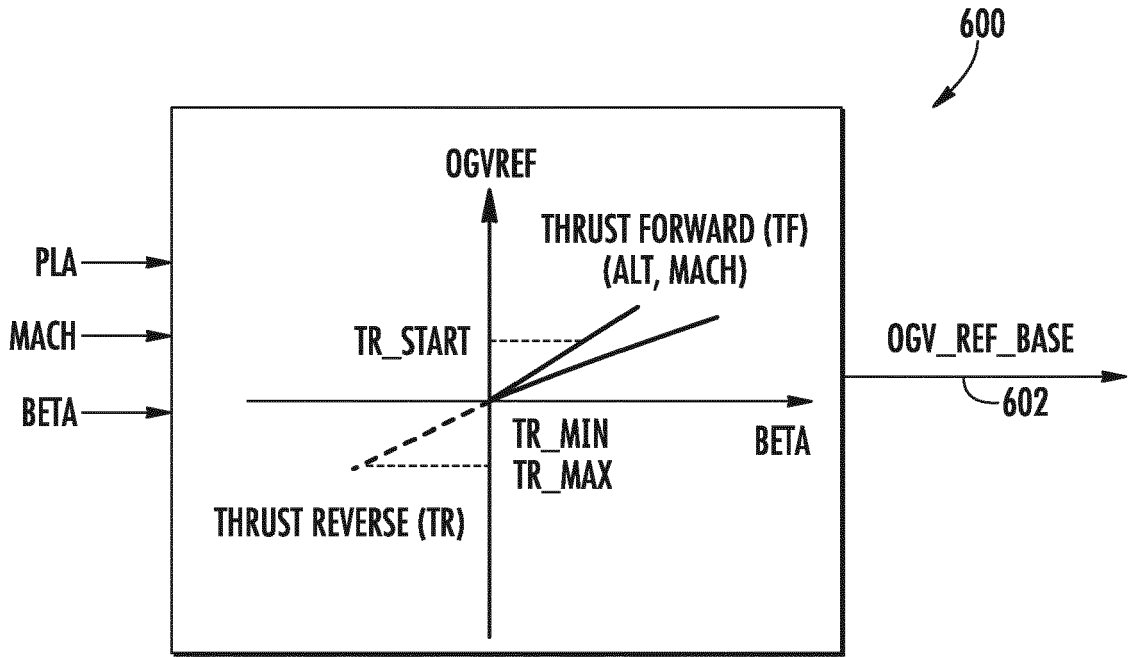 600
OGVREF
THRUST FORWARD (TF)
(ALT, MACH)
PLA
MACH
BETA
TR_START
OGV_REF_BASE
602
TR_MIN
TR_MAX
BETA
THRUST REVERSE (TR)